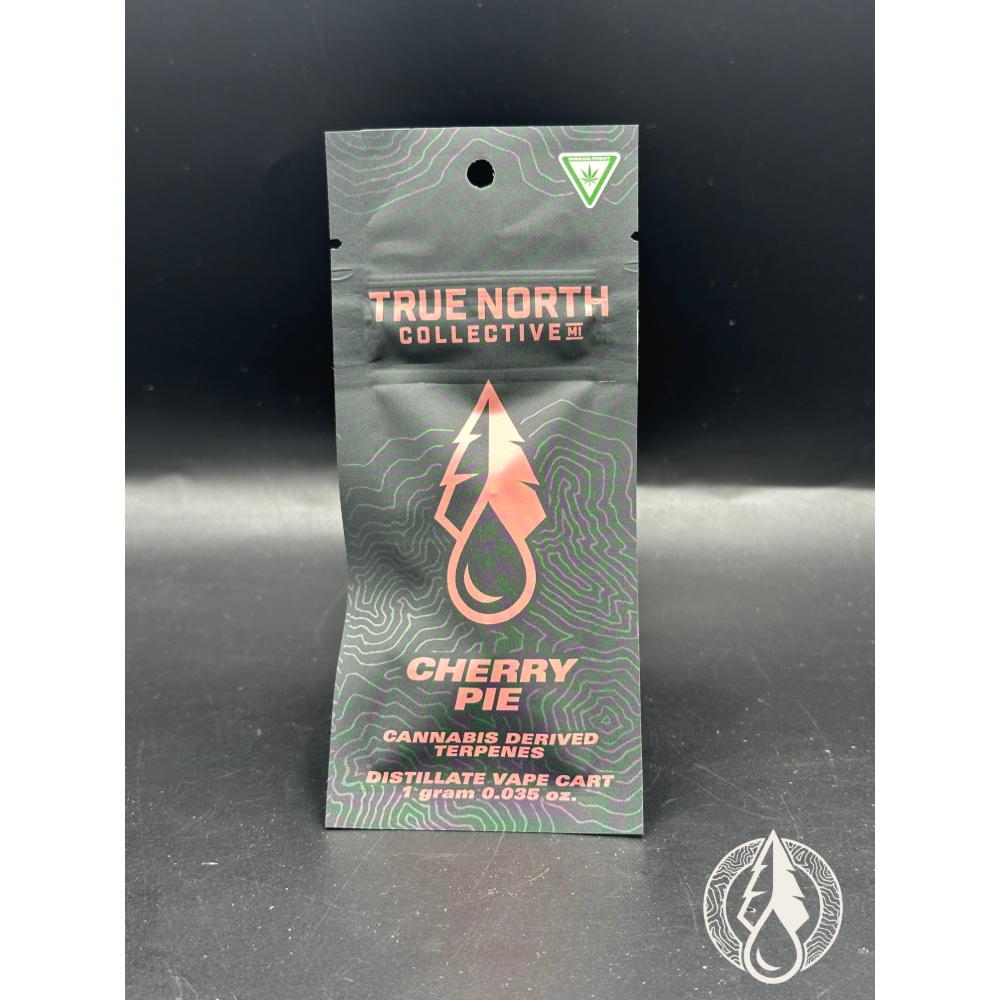 TRUE NORTH
COLLECTIVE MI
CHERRY
PIE
CANNABIS DERIVED
TERPENES
DISTILLATE VAPE CART
1 gram 0.035 oz.